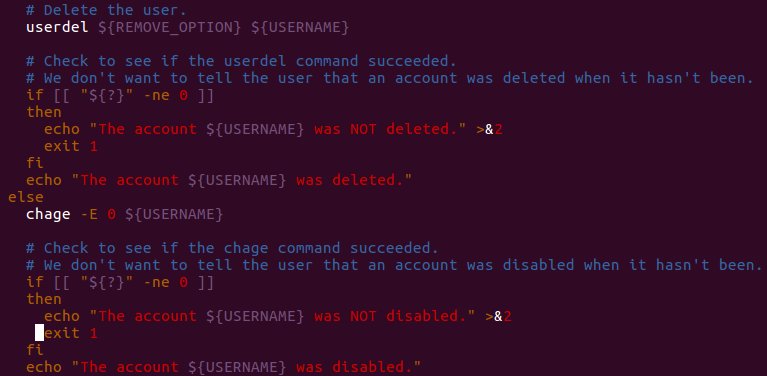 # Delete the user.
userdel ${REMOVE_OPTION} ${USERNAME}
# Check to see if the userdel command succeeded.
# We don't want to tell the user that an account was deleted when it hasn't been.
if [[ "${?}" -ne 0 ]]
then
echo "The account ${USERNAME} was NOT deleted." >&2
exit 1
fi
echo "The account ${USERNAME} was deleted."
else
chage -E 0 ${USERNAME}
# Check to see if the chage command succeeded.
# We don't want to tell the user that an account was disabled when it hasn't been.
if [[ "${?}" -ne 0 ]]
then
echo "The account ${USERNAME} was NOT disabled." >&2
exit 1
fi
echo "The account ${USERNAME} was disabled."